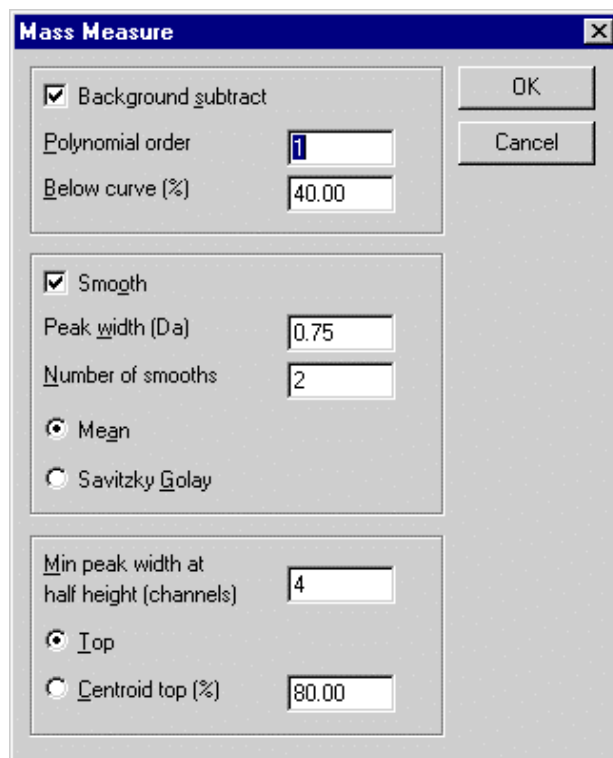 Mass Measure
Background subtract
OK
Polynomial order 1
Cancel
Below curve (%) 40.00
Smooth
Peak width (Da) 0.75
Number of smooths 2
Mean
Savitzky Golay
Min peak width at
half height (channels) 4
Top
Centroid top (%) 80.00